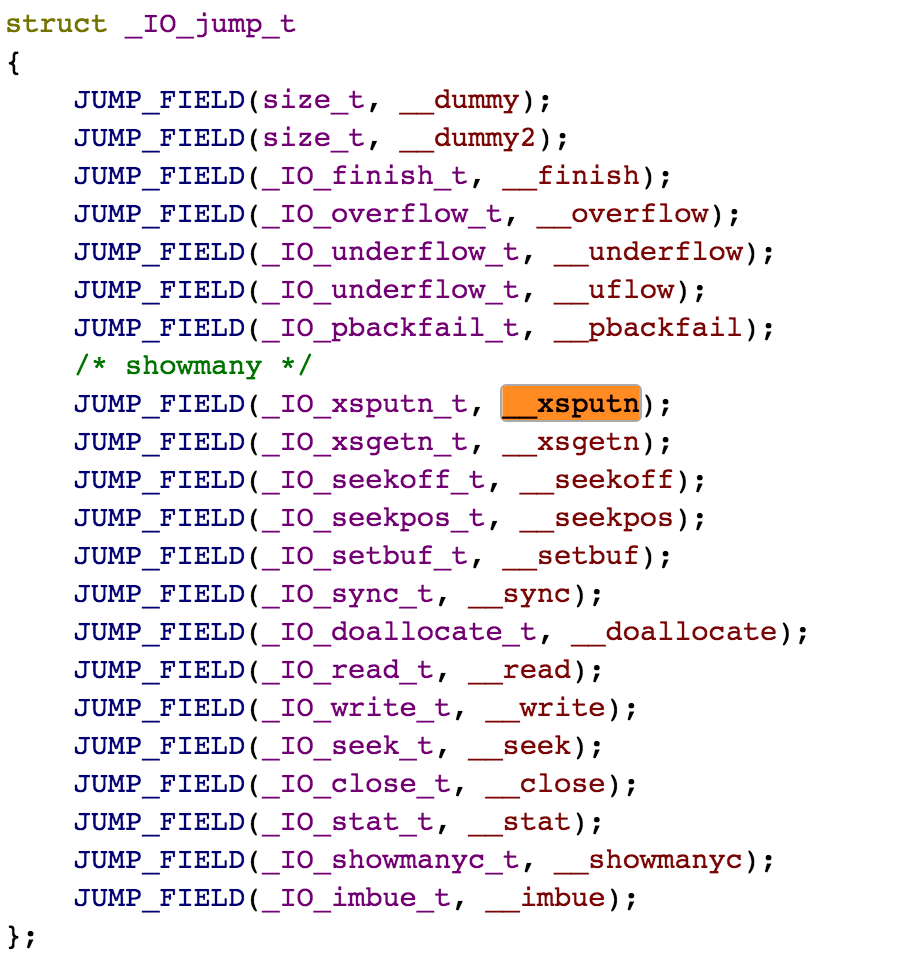 struct _IO_jump_t
{
    JUMP_FIELD(size_t, __dummy);
    JUMP_FIELD(size_t, __dummy2);
    JUMP_FIELD(_IO_finish_t, __finish);
    JUMP_FIELD(_IO_overflow_t, __overflow);
    JUMP_FIELD(_IO_underflow_t, __underflow);
    JUMP_FIELD(_IO_underflow_t, __uflow);
    JUMP_FIELD(_IO_pbackfail_t, __pbackfail);
    /* showmany */
    JUMP_FIELD(_IO_xsputn_t, __xsputn);
    JUMP_FIELD(_IO_xsgetn_t, __xsgetn);
    JUMP_FIELD(_IO_seekoff_t, __seekoff);
    JUMP_FIELD(_IO_seekpos_t, __seekpos);
    JUMP_FIELD(_IO_setbuf_t, __setbuf);
    JUMP_FIELD(_IO_sync_t, __sync);
    JUMP_FIELD(_IO_doallocate_t, __doallocate);
    JUMP_FIELD(_IO_read_t, __read);
    JUMP_FIELD(_IO_write_t, __write);
    JUMP_FIELD(_IO_seek_t, __seek);
    JUMP_FIELD(_IO_close_t, __close);
    JUMP_FIELD(_IO_stat_t, __stat);
    JUMP_FIELD(_IO_showmanyc_t, __showmanyc);
    JUMP_FIELD(_IO_imbue_t, __imbue);
};